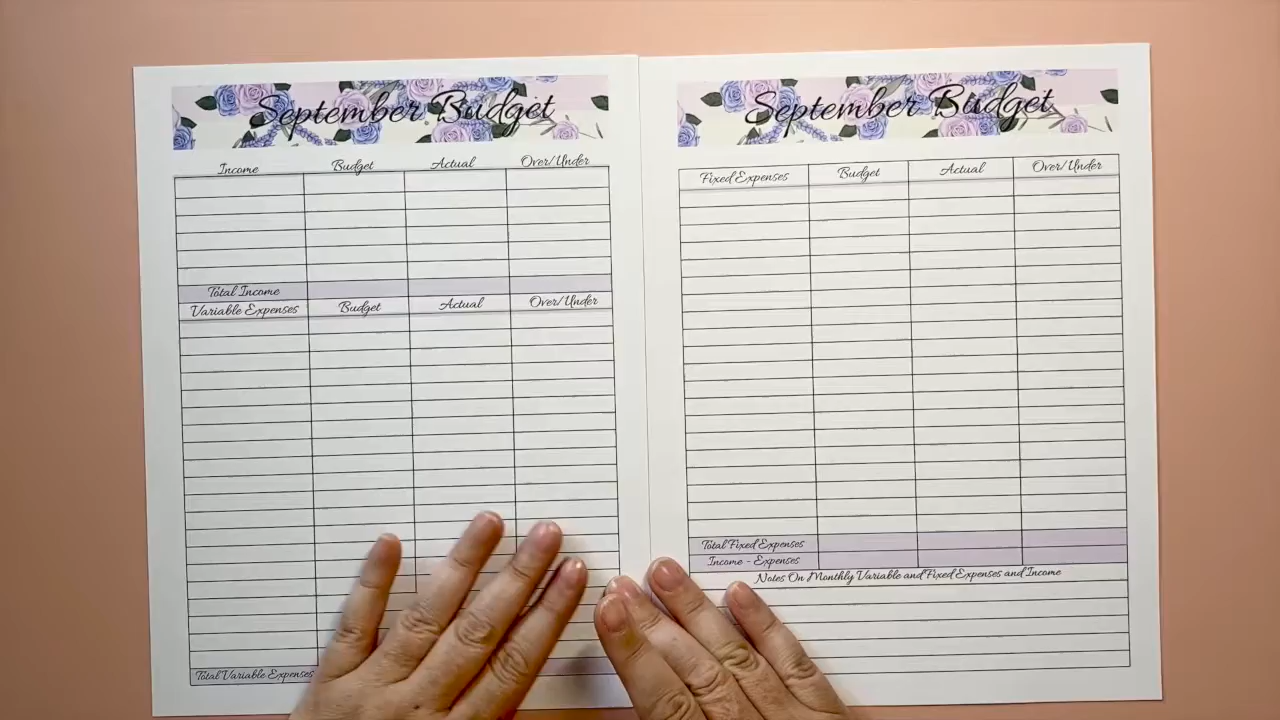 September Budget
Income Budget Actual Over/Under
Total Income
Variable Expenses Budget Actual Over/Under
Total Variable Expenses
September Budget
Fixed Expenses Budget Actual Over/Under
Total Fixed Expenses
Income - Expenses
Notes On Monthly Variable and Fixed Expenses and Income